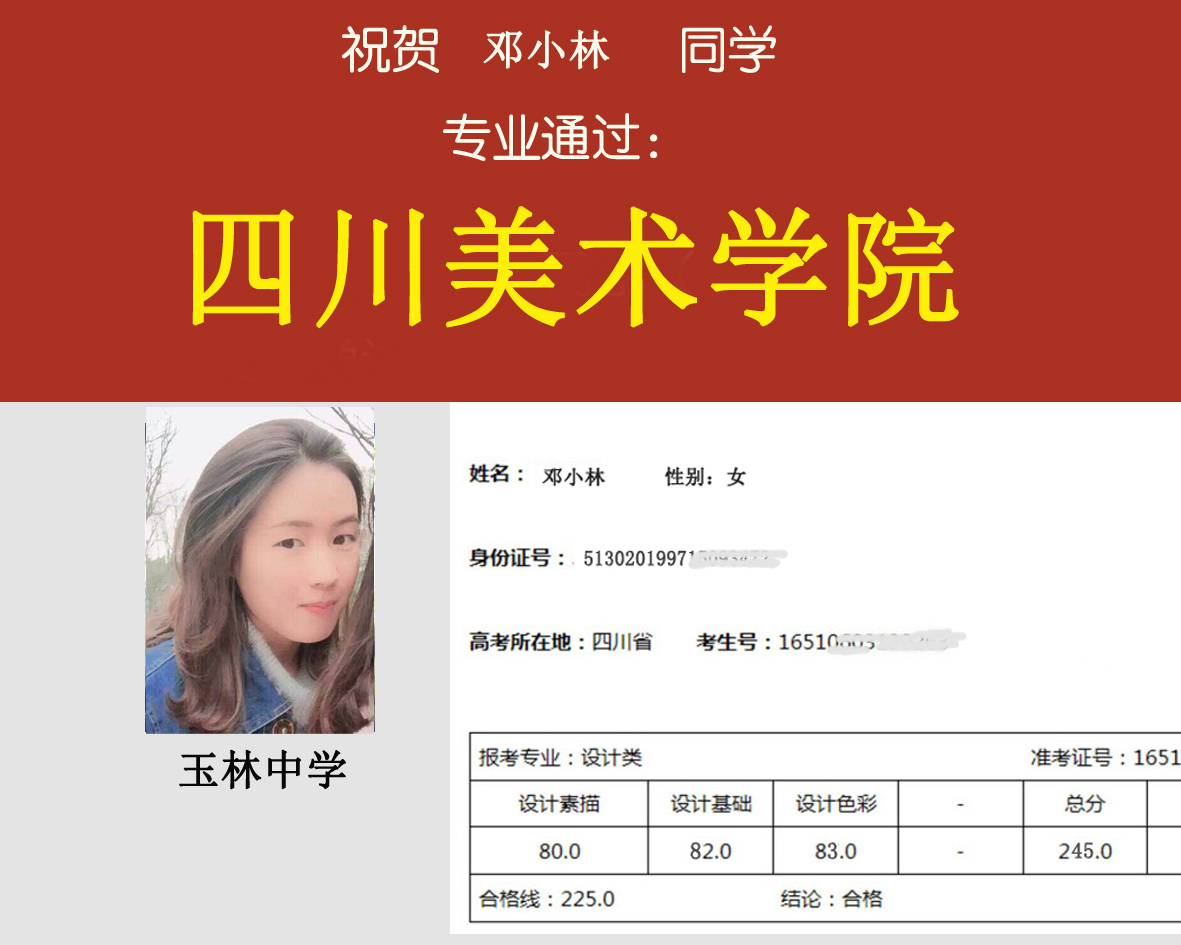 祝贺 邓小林 同学
专业通过：
四川美术学院
玉林中学
姓名： 邓小林 性别：女
身份证号： 513020199715
高考所在地：四川省 考生号：16510
报考专业：设计类 准考证号：1651
设计素描 设计基础 设计色彩 - 总分
80.0 82.0 83.0 - 245.0
合格线：225.0 结论：合格